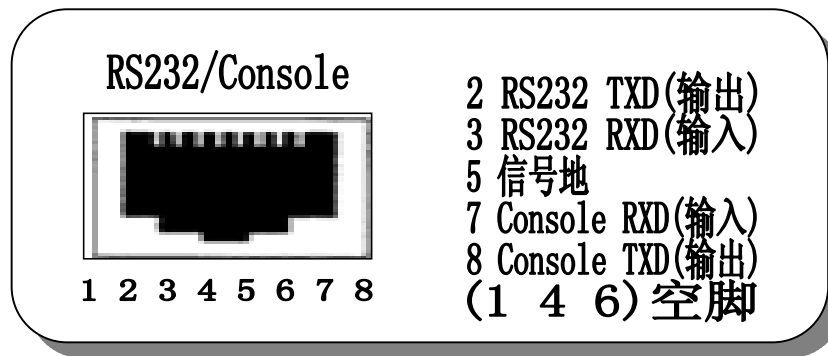 RS232/Console
1 2 3 4 5 6 7 8
2 RS232 TXD(输出)
3 RS232 RXD(输入)
5 信号地
7 Console RXD(输入)
8 Console TXD(输出)
(1 4 6)空脚